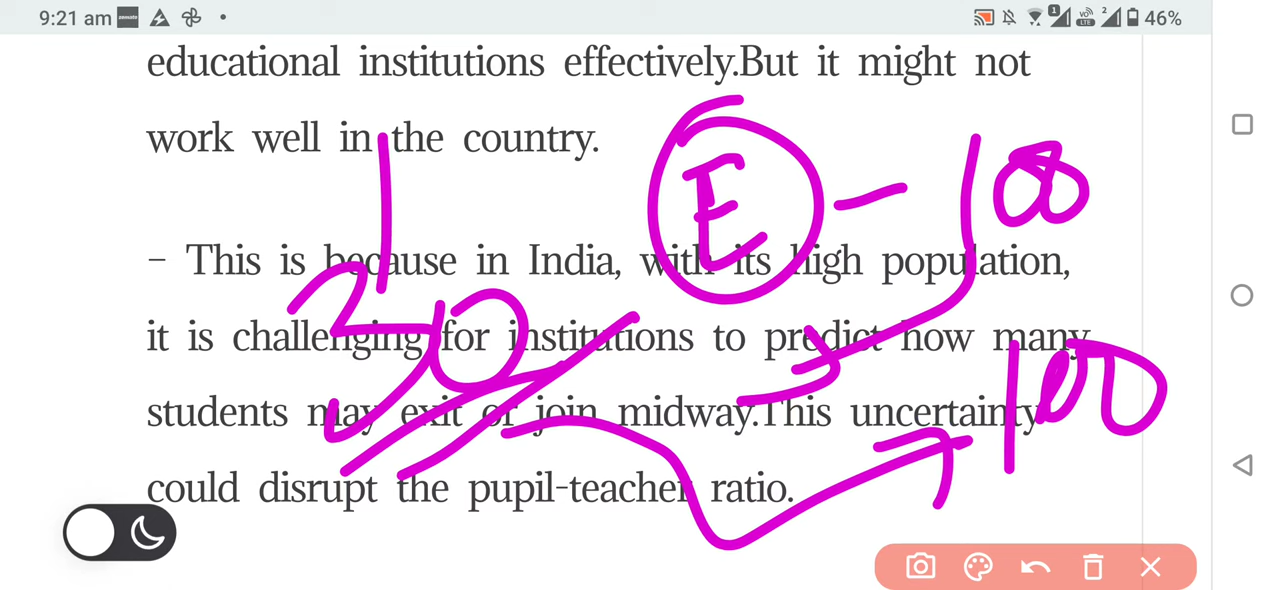 9:21 am 46%
educational institutions effectively.But it might not
work well in the country.
E – 100
– This is because in India, with its high population,
it is challenging for institutions to predict how many
students may exit or join midway.This uncertainty
100
could disrupt the pupil-teacher ratio.